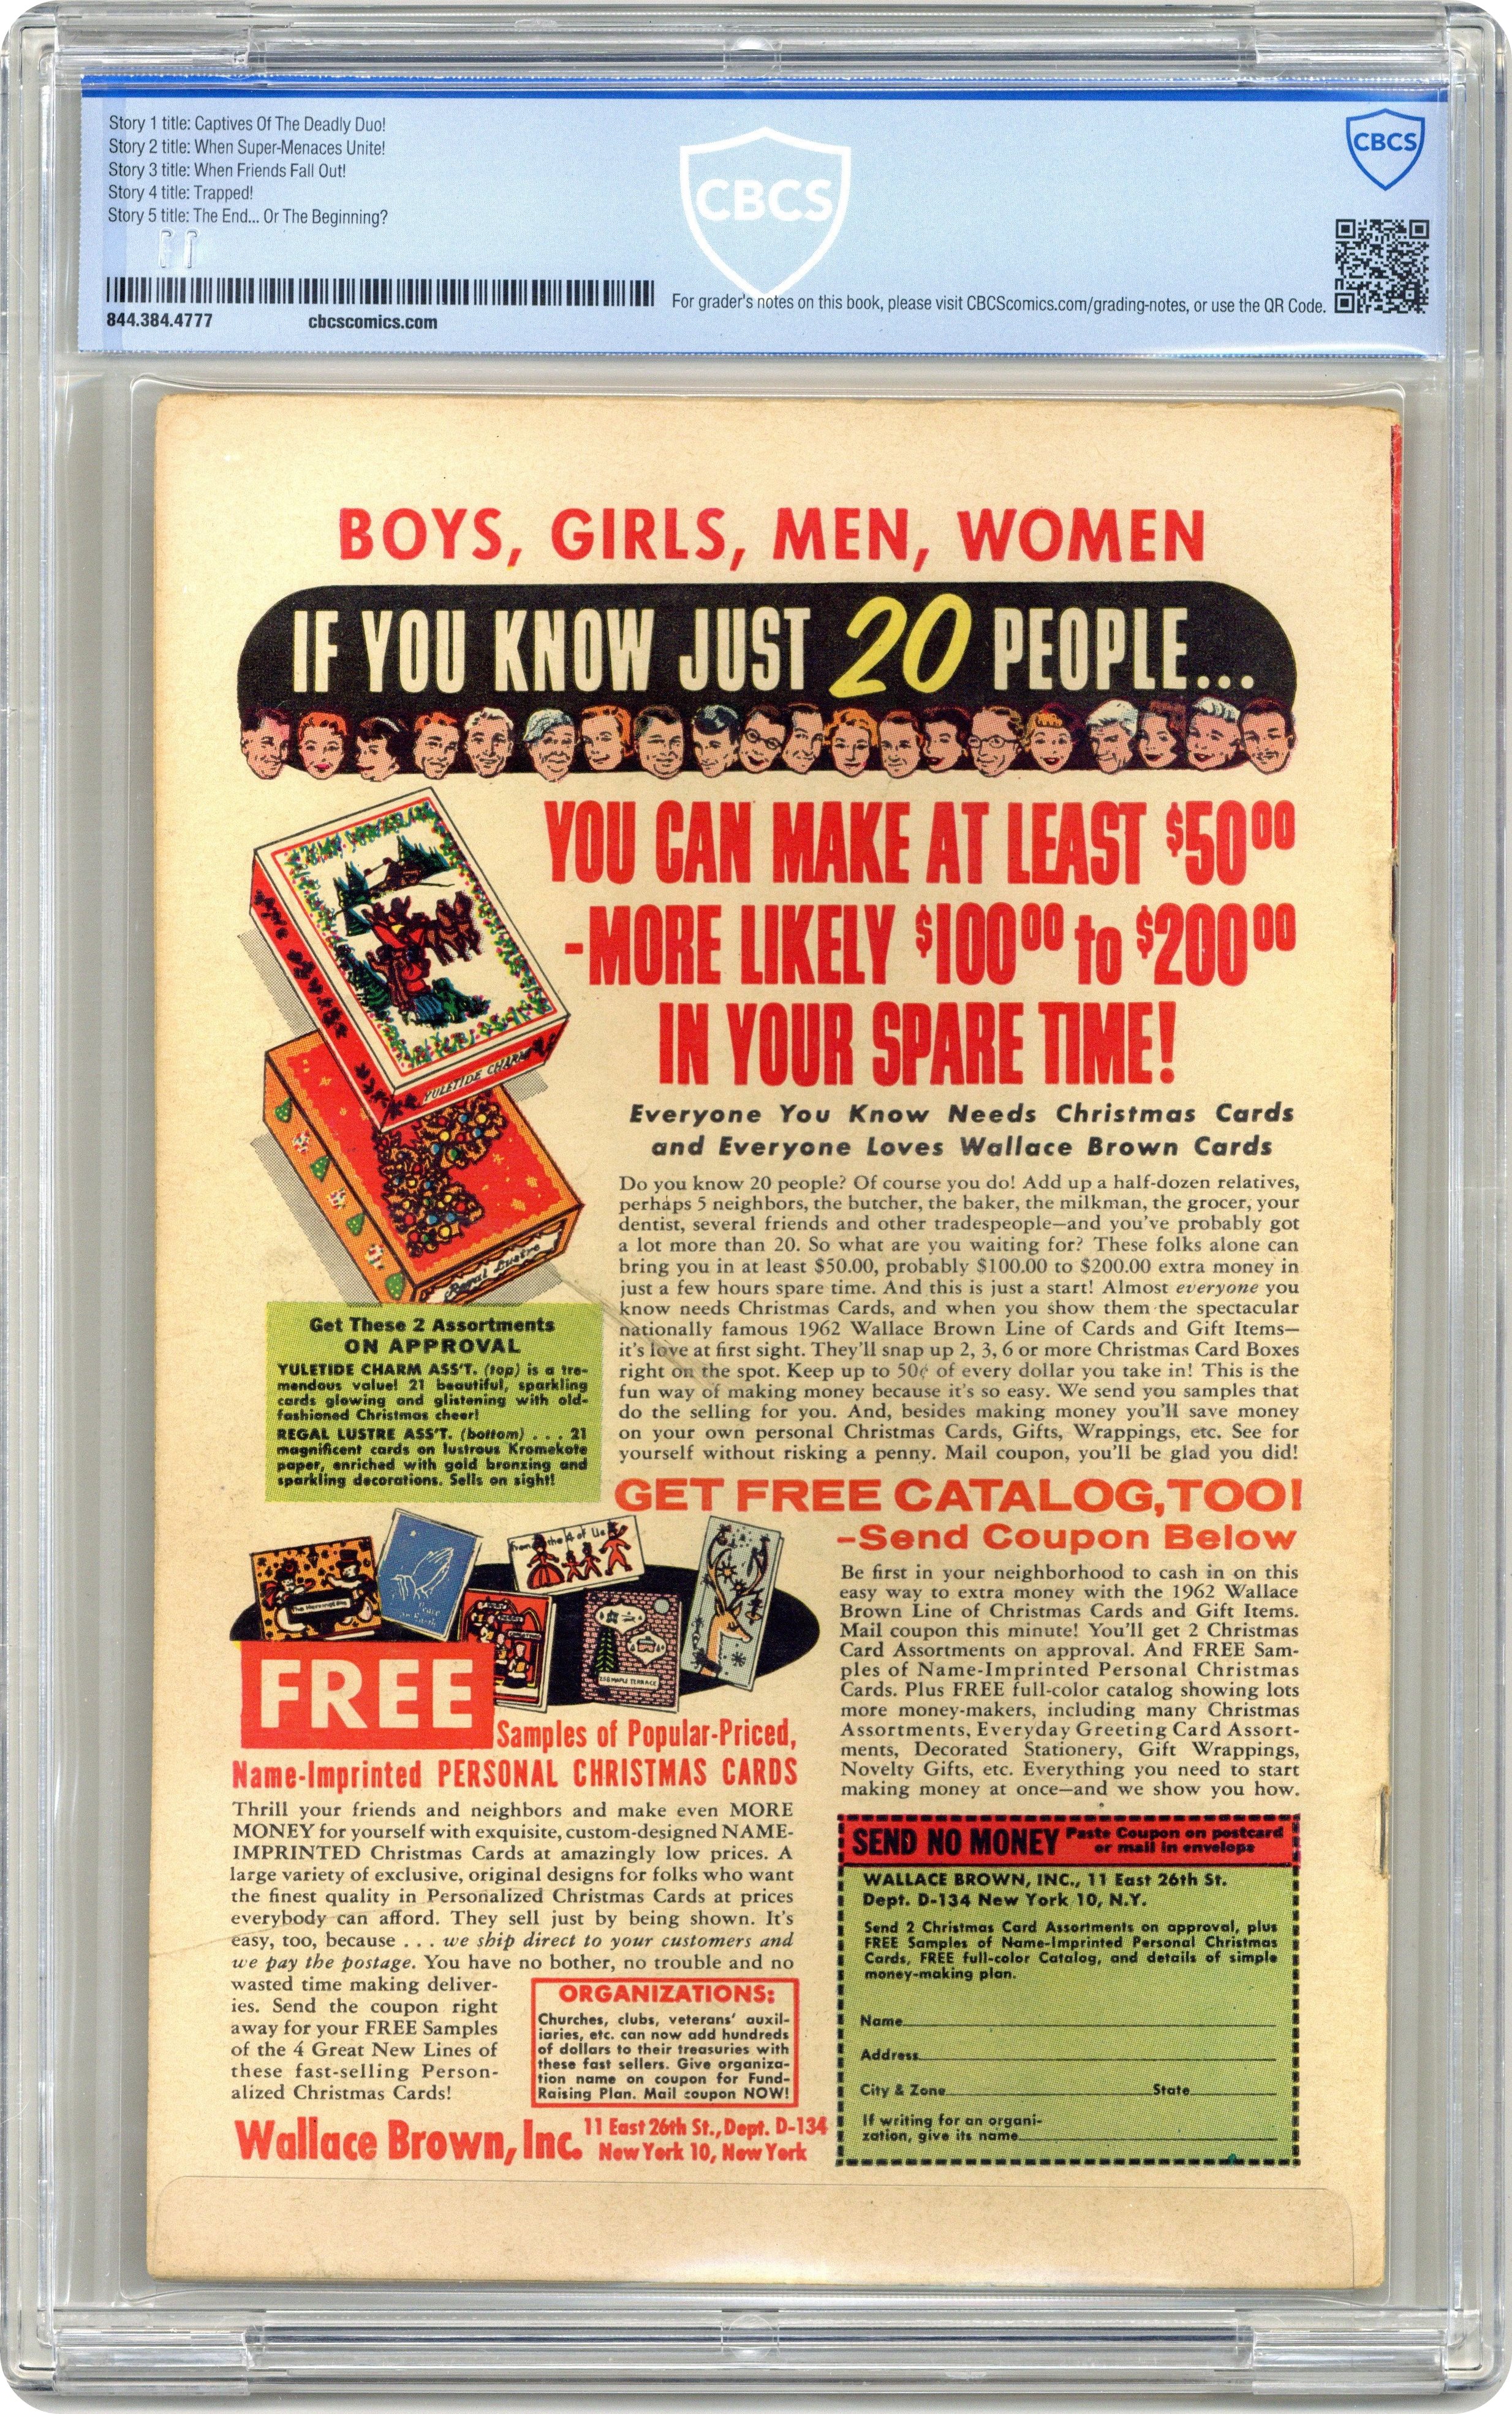 Story 1 title: Captives Of The Deadly Duo!
Story 2 title: When Super-Menaces Unite!
Story 3 title: When Friends Fall Out!
Story 4 title: Trapped!
Story 5 title: The End... Or The Beginning?
CBCS
CBCS
844.384.4777
cbcscomics.com
For grader's notes on this book, please visit CBCScomics.com/grading-notes, or use the QR Code.
BOYS, GIRLS, MEN, WOMEN
IF YOU KNOW JUST 20 PEOPLE...
YOU CAN MAKE AT LEAST $50.00
-MORE LIKELY $100.00 to $200.00
IN YOUR SPARE TIME!
YULETIDE CHARM
Regal Lustre
Everyone You Know Needs Christmas Cards
and Everyone Loves Wallace Brown Cards
Do you know 20 people? Of course you do! Add up a half-dozen relatives,
perhaps 5 neighbors, the butcher, the baker, the milkman, the grocer, your
dentist, several friends and other tradespeople—and you've probably got
a lot more than 20. So what are you waiting for? These folks alone can
bring you in at least $50.00, probably $100.00 to $200.00 extra money in
just a few hours spare time. And this is just a start! Almost everyone you
know needs Christmas Cards, and when you show them the spectacular
nationally famous 1962 Wallace Brown Line of Cards and Gift Items—
it's love at first sight. They'll snap up 2, 3, 6 or more Christmas Card Boxes
right on the spot. Keep up to 50¢ of every dollar you take in! This is the
fun way of making money because it's so easy. We send you samples that
do the selling for you. And, besides making money you'll save money
on your own personal Christmas Cards, Gifts, Wrappings, etc. See for
yourself without risking a penny. Mail coupon, you'll be glad you did!
Get These 2 Assortments
ON APPROVAL
YULETIDE CHARM ASS'T. (top) is a tre-
mendous value! 21 beautiful, sparkling
cards glowing and glistening with old-
fashioned Christmas cheer!
REGAL LUSTRE ASS'T. (bottom) . . . 21
magnificent cards on lustrous Kromekote
paper, enriched with gold bronzing and
sparkling decorations. Sells on sight!
GET FREE CATALOG, TOO!
-Send Coupon Below
Be first in your neighborhood to cash in on this
easy way to extra money with the 1962 Wallace
Brown Line of Christmas Cards and Gift Items.
Mail coupon this minute! You'll get 2 Christmas
Card Assortments on approval. And FREE Sam-
ples of Name-Imprinted Personal Christmas
Cards. Plus FREE full-color catalog showing lots
more money-makers, including many Christmas
Assortments, Everyday Greeting Card Assort-
ments, Decorated Stationery, Gift Wrappings,
Novelty Gifts, etc. Everything you need to start
making money at once—and we show you how.
From the 4 of Us
Peace on Earth
258 MAPLE TERRACE
FREE
Samples of Popular-Priced,
Name-Imprinted PERSONAL CHRISTMAS CARDS
Thrill your friends and neighbors and make even MORE
MONEY for yourself with exquisite, custom-designed NAME-
IMPRINTED Christmas Cards at amazingly low prices. A
large variety of exclusive, original designs for folks who want
the finest quality in Personalized Christmas Cards at prices
everybody can afford. They sell just by being shown. It's
easy, too, because . . . we ship direct to your customers and
we pay the postage. You have no bother, no trouble and no
wasted time making deliver-
ies. Send the coupon right
away for your FREE Samples
of the 4 Great New Lines of
these fast-selling Person-
alized Christmas Cards!
ORGANIZATIONS:
Churches, clubs, veterans' auxil-
iaries, etc. can now add hundreds
of dollars to their treasuries with
these fast sellers. Give organiza-
tion name on coupon for Fund-
Raising Plan. Mail coupon NOW!
Wallace Brown, Inc.
11 East 26th St., Dept. D-134
New York 10, New York
SEND NO MONEY Paste Coupon on postcard
or mail in envelope
WALLACE BROWN, INC., 11 East 26th St.
Dept. D-134 New York 10, N.Y.
Send 2 Christmas Card Assortments on approval, plus
FREE Samples of Name-Imprinted Personal Christmas
Cards, FREE full-color Catalog, and details of simple
money-making plan.
Name
Address
City & Zone State
If writing for an organi-
zation, give its name